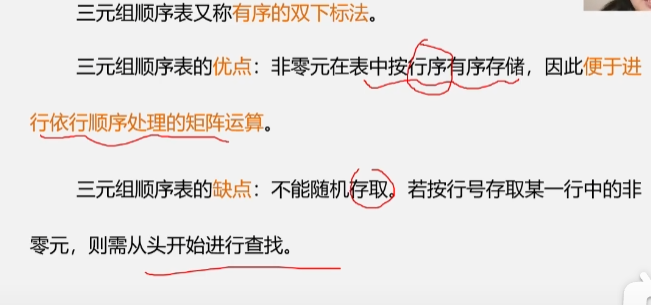 三元组顺序表又称有序的双下标法。
三元组顺序表的优点：非零元在表中按行序有序存储，因此便于进
行依行顺序处理的矩阵运算。
三元组顺序表的缺点：不能随机存取。若按行号存取某一行中的非
零元，则需从头开始进行查找。